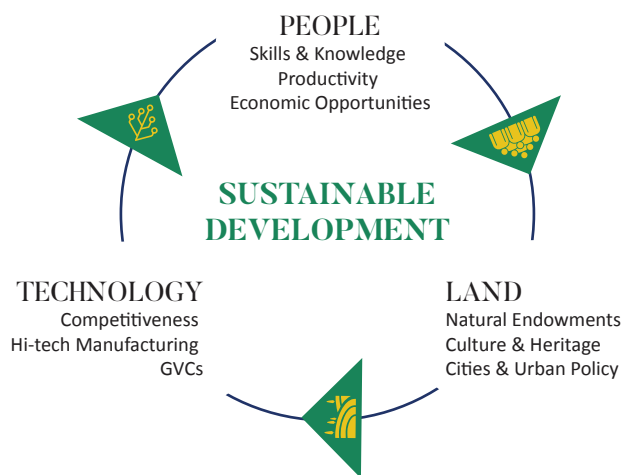 PEOPLE
Skills & Knowledge
Productivity
Economic Opportunities
SUSTAINABLE
DEVELOPMENT
TECHNOLOGY
Competitiveness
Hi-tech Manufacturing
GVCs
LAND
Natural Endowments
Culture & Heritage
Cities & Urban Policy